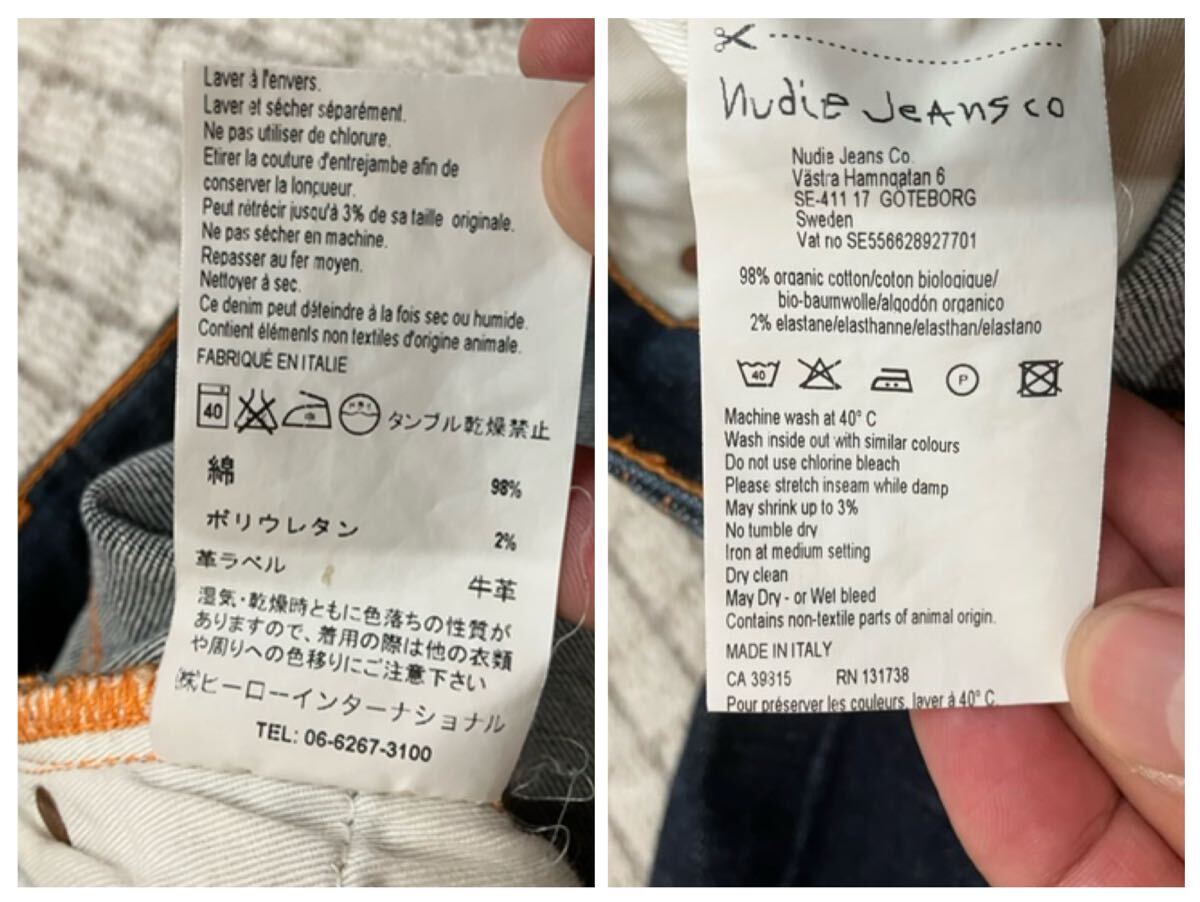 Laver à l'envers.
Laver et sécher séparément.
Ne pas utiliser de chlorure.
Etirer la couture d'entrejambe afin de
conserver la longueur.
Peut rétrécir jusqu'à 3% de sa taille originale.
Ne pas sécher en machine.
Repasser au fer moyen.
Nettoyer à sec.
Ce denim peut déteindre à la fois sec ou humide.
Contient éléments non textiles d'origine animale.
FABRIQUÉ EN ITALIE
40 タンブル乾燥禁止
綿 98%
ポリウレタン 2%
革ラベル 牛革
湿気・乾燥時ともに色落ちの性質が
ありますので、着用の際は他の衣類
や周りへの色移りにご注意下さい
㈱ヒーローインターナショナル
TEL: 06-6267-3100
Nudie Jeans co
Nudie Jeans Co.
Västra Hamngatan 6
SE-411 17 GÖTEBORG
Sweden
Vat no SE556628927701
98% organic cotton/coton biologique/
bio-baumwolle/algodón organico
2% elastane/elasthanne/elasthan/elastano
40 P
Machine wash at 40° C
Wash inside out with similar colours
Do not use chlorine bleach
Please stretch inseam while damp
May shrink up to 3%
No tumble dry
Iron at medium setting
Dry clean
May Dry - or Wet bleed
Contains non-textile parts of animal origin.
MADE IN ITALY
CA 39315 RN 131738
Pour préserver les couleurs, laver à 40° C.